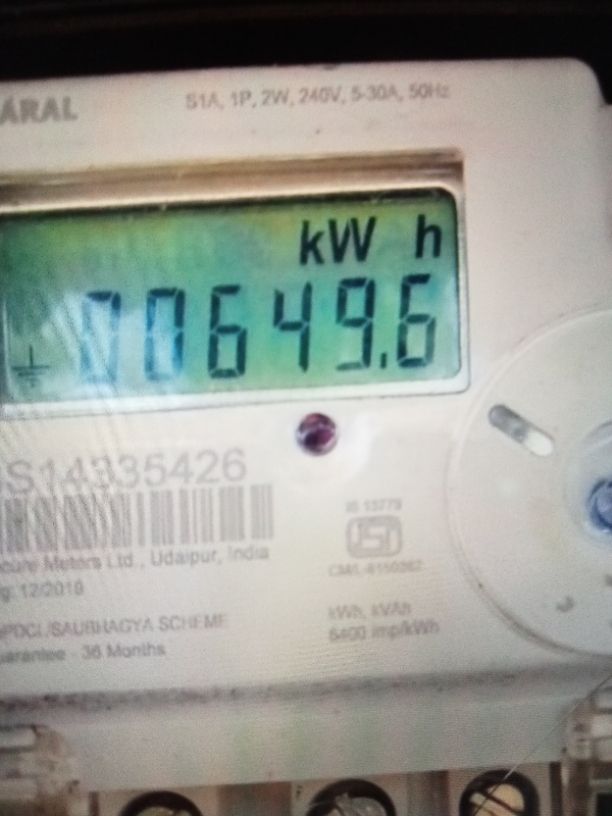 ARAL
S1A, 1P, 2W, 240V, 5-30A, 50Hz
kW h
00649.6
S14335426
IS 13779
Meters Ltd., Udaipur, India
12/2018
/SAUBHAGYA SCHEME
kWh, kVAh
- 36 Months
6400 imp/kWh